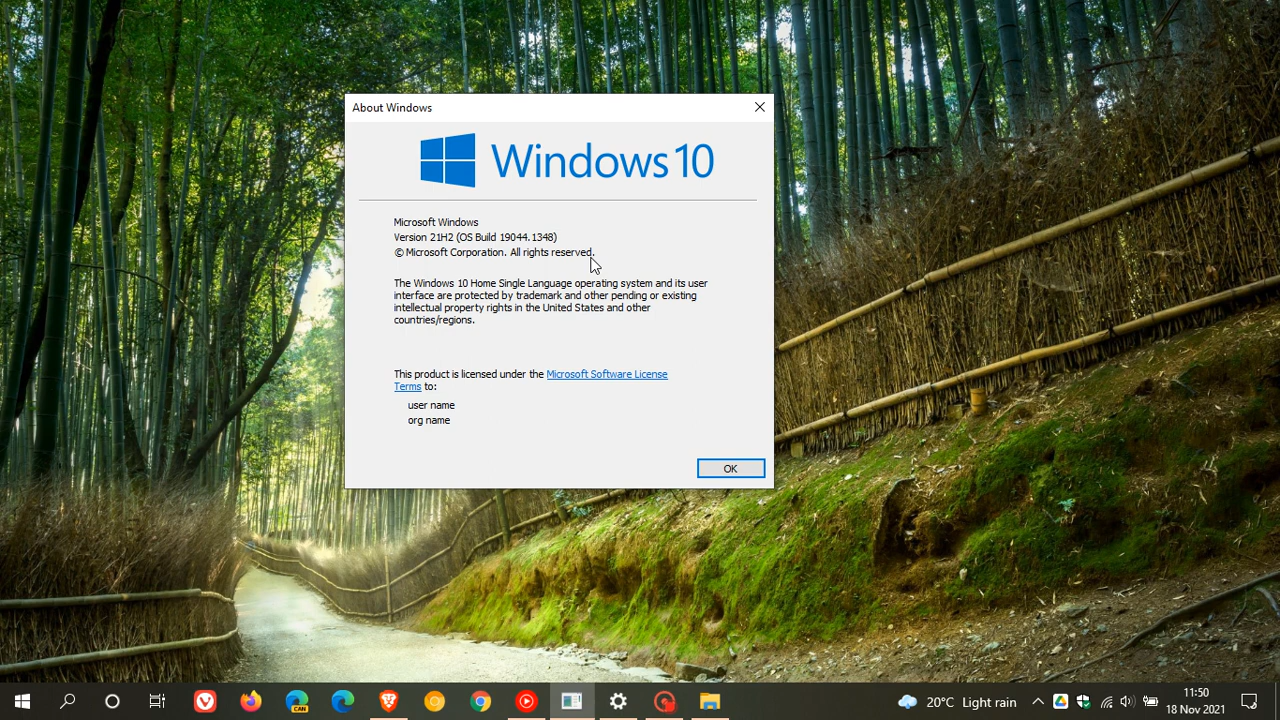 About Windows
Windows 10
Microsoft Windows
Version 21H2 (OS Build 19044.1348)
© Microsoft Corporation. All rights reserved.
The Windows 10 Home Single Language operating system and its user
interface are protected by trademark and other pending or existing
intellectual property rights in the United States and other
countries/regions.
This product is licensed under the Microsoft Software License
Terms to:
user name
org name
OK
CAN
20°C Light rain
11:50
18 Nov 2021